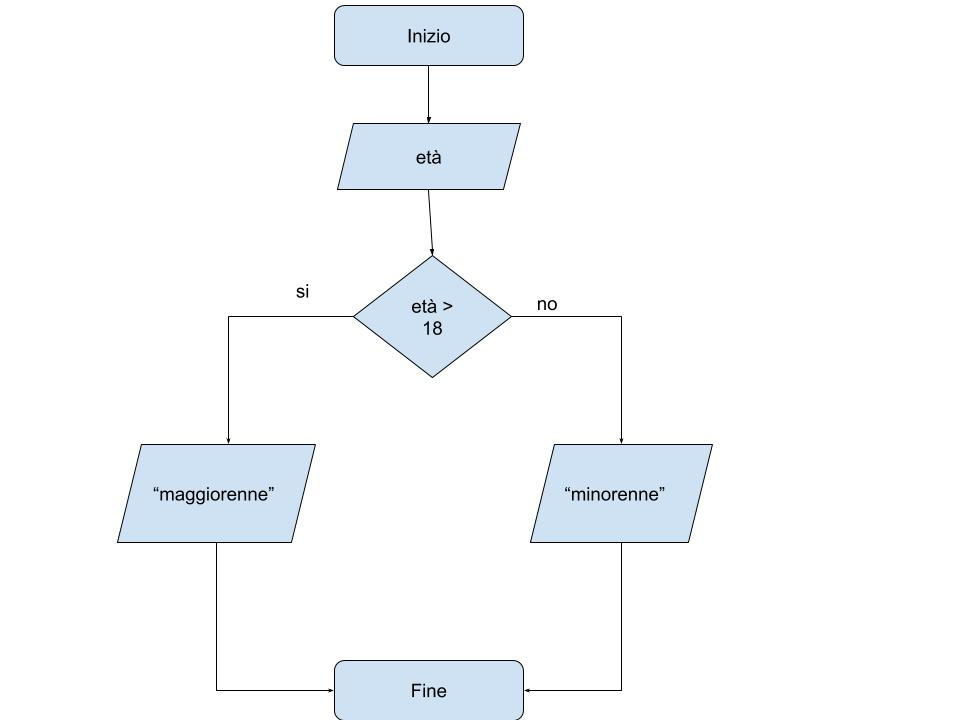 Inizio
età
età >
18
si
no
“maggiorenne”
“minorenne”
Fine